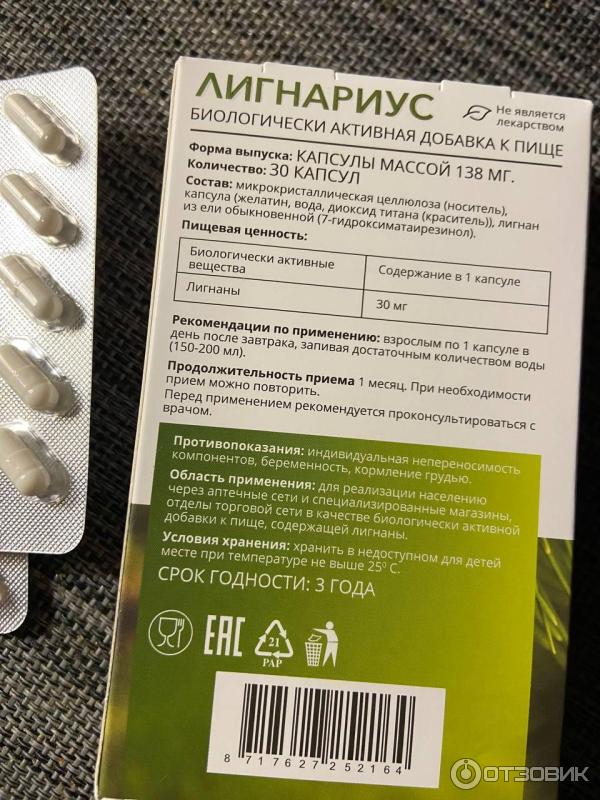 ЛИГНАРИУС
Не является
лекарством
БИОЛОГИЧЕСКИ АКТИВНАЯ ДОБАВКА К ПИЩЕ
Форма выпуска: КАПСУЛЫ МАССОЙ 138 МГ.
Количество: 30 КАПСУЛ
Состав: микрокристаллическая целлюлоза (носитель),
капсула (желатин, вода, диоксид титана (краситель)), лигнан
из ели обыкновенной (7-гидроксиматаирезинол).
Пищевая ценность:
Биологически активные
вещества
Содержание в 1 капсуле
Лигнаны
30 мг
Рекомендации по применению: взрослым по 1 капсуле в
день после завтрака, запивая достаточным количеством воды
(150-200 мл).
Продолжительность приема 1 месяц. При необходимости
прием можно повторить.
Перед применением рекомендуется проконсультироваться с
врачом.
Противопоказания: индивидуальная непереносимость
компонентов, беременность, кормление грудью.
Область применения: для реализации населению
через аптечные сети и специализированные магазины,
отделы торговой сети в качестве биологически активной
добавки к пище, содержащей лигнаны.
Условия хранения: хранить в недоступном для детей
месте при температуре не выше 25⁰ С.
СРОК ГОДНОСТИ: 3 ГОДА
EAC
21
PAP
8 717627 252164
ОТЗОВИК